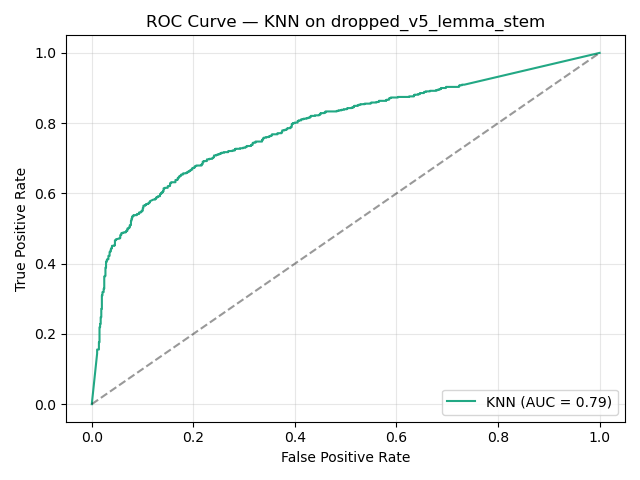 ROC Curve — KNN on dropped_v5_lemma_stem
True Positive Rate
1.0
0.8
0.6
0.4
0.2
0.0
KNN (AUC = 0.79)
0.0 0.2 0.4 0.6 0.8 1.0
False Positive Rate